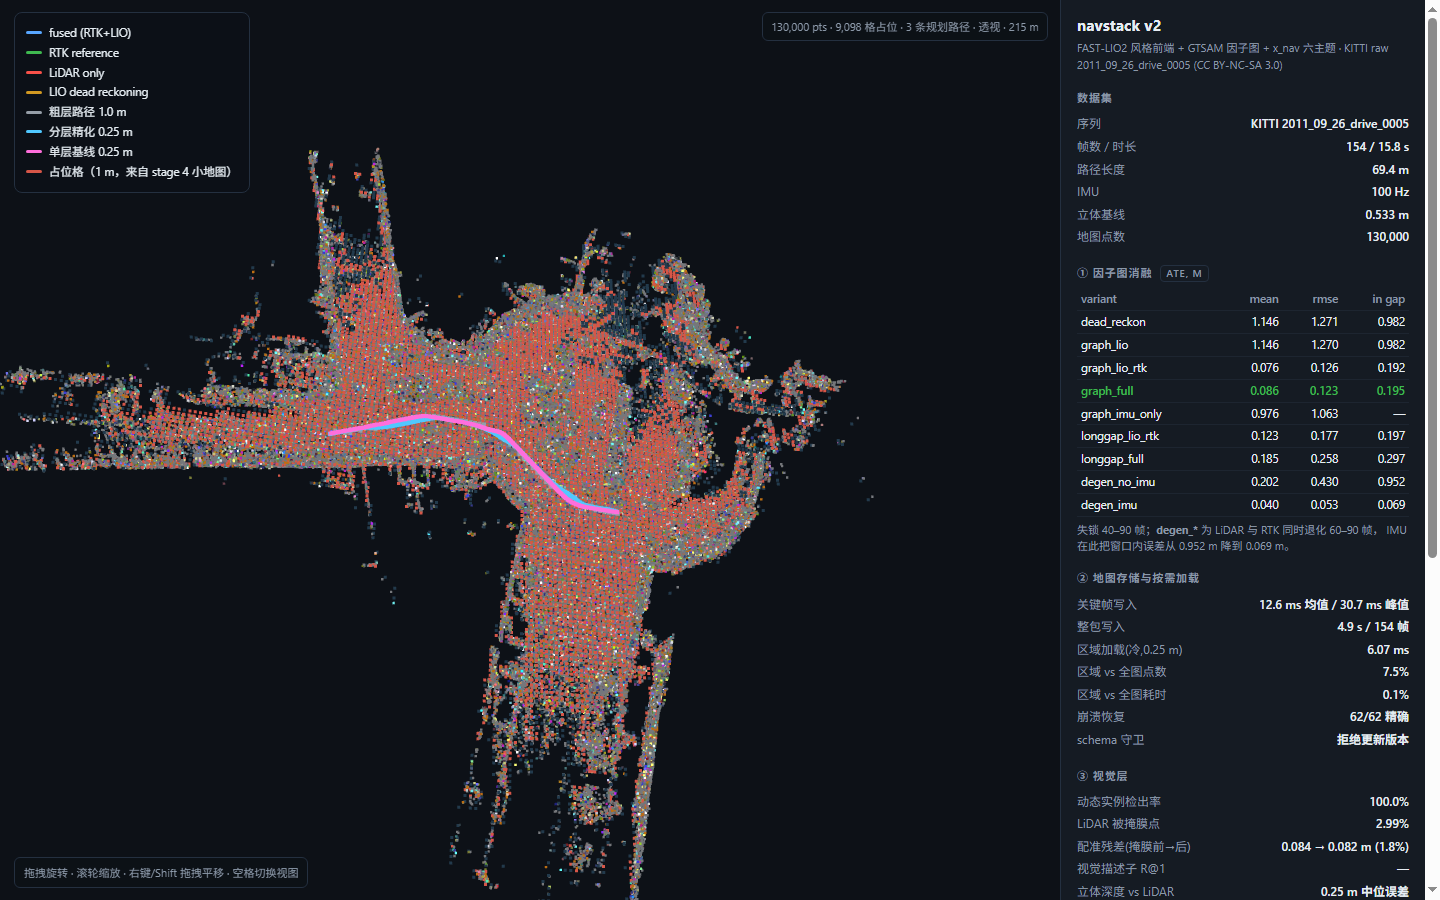 fused (RTK+LIO)
RTK reference
LiDAR only
LIO dead reckoning
粗层路径 1.0 m
分层精化 0.25 m
单层基线 0.25 m
占位格（1 m，来自 stage 4 小地图）
130,000 pts · 9,098 格占位 · 3 条规划路径 · 透视 · 215 m
拖拽旋转 · 滚轮缩放 · 右键/Shift 拖拽平移 · 空格切换视图
navstack v2
FAST-LIO2 风格前端 + GTSAM 因子图 + x_nav 六主题 · KITTI raw
2011_09_26_drive_0005 (CC BY-NC-SA 3.0)
数据集
序列 KITTI 2011_09_26_drive_0005
帧数 / 时长 154 / 15.8 s
路径长度 69.4 m
IMU 100 Hz
立体基线 0.533 m
地图点数 130,000
① 因子图消融 ATE, M
variant mean rmse in gap
dead_reckon 1.146 1.271 0.982
graph_lio 1.146 1.270 0.982
graph_lio_rtk 0.076 0.126 0.192
graph_full 0.086 0.123 0.195
graph_imu_only 0.976 1.063 —
longgap_lio_rtk 0.123 0.177 0.197
longgap_full 0.185 0.258 0.297
degen_no_imu 0.202 0.430 0.952
degen_imu 0.040 0.053 0.069
失锁 40–90 帧；degen_* 为 LiDAR 与 RTK 同时退化 60–90 帧， IMU
在此把窗口内误差从 0.952 m 降到 0.069 m。
② 地图存储与按需加载
关键帧写入 12.6 ms 均值 / 30.7 ms 峰值
整包写入 4.9 s / 154 帧
区域加载(冷,0.25 m) 6.07 ms
区域 vs 全图点数 7.5%
区域 vs 全图耗时 0.1%
崩溃恢复 62/62 精确
schema 守卫 拒绝更新版本
③ 视觉层
动态实例检出率 100.0%
LiDAR 被掩膜点 2.99%
配准残差(掩膜前→后) 0.084 → 0.082 m (1.8%)
视觉描述子 R@1 —
立体深度 vs LiDAR 0.25 m 中位误差